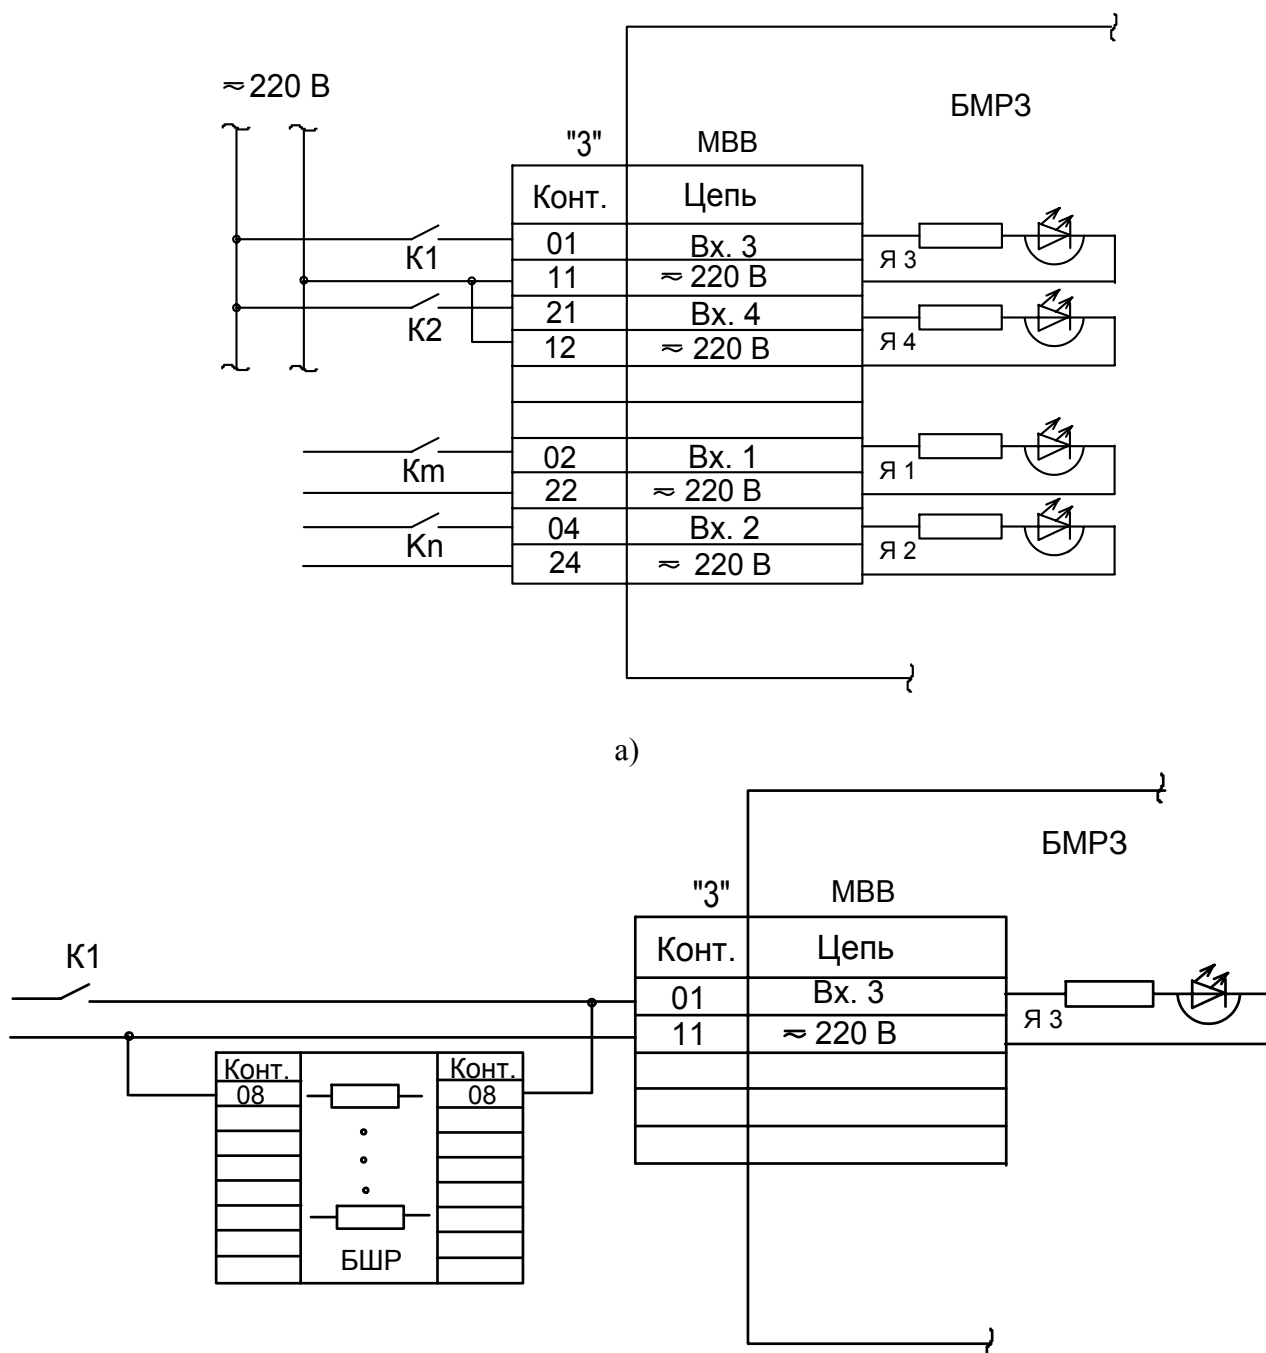 ≂ 220 В
БМРЗ
"3" МВВ
Конт. Цепь
К1 01 Вх. 3 Я 3
11 ≂ 220 В
К2 21 Вх. 4 Я 4
12 ≂ 220 В
Кm 02 Вх. 1 Я 1
22 ≂ 220 В
Кn 04 Вх. 2 Я 2
24 ≂ 220 В
а)
БМРЗ
"3" МВВ
К1 Конт. Цепь
01 Вх. 3 Я 3
11 ≂ 220 В
Конт. Конт.
08 08
БШР